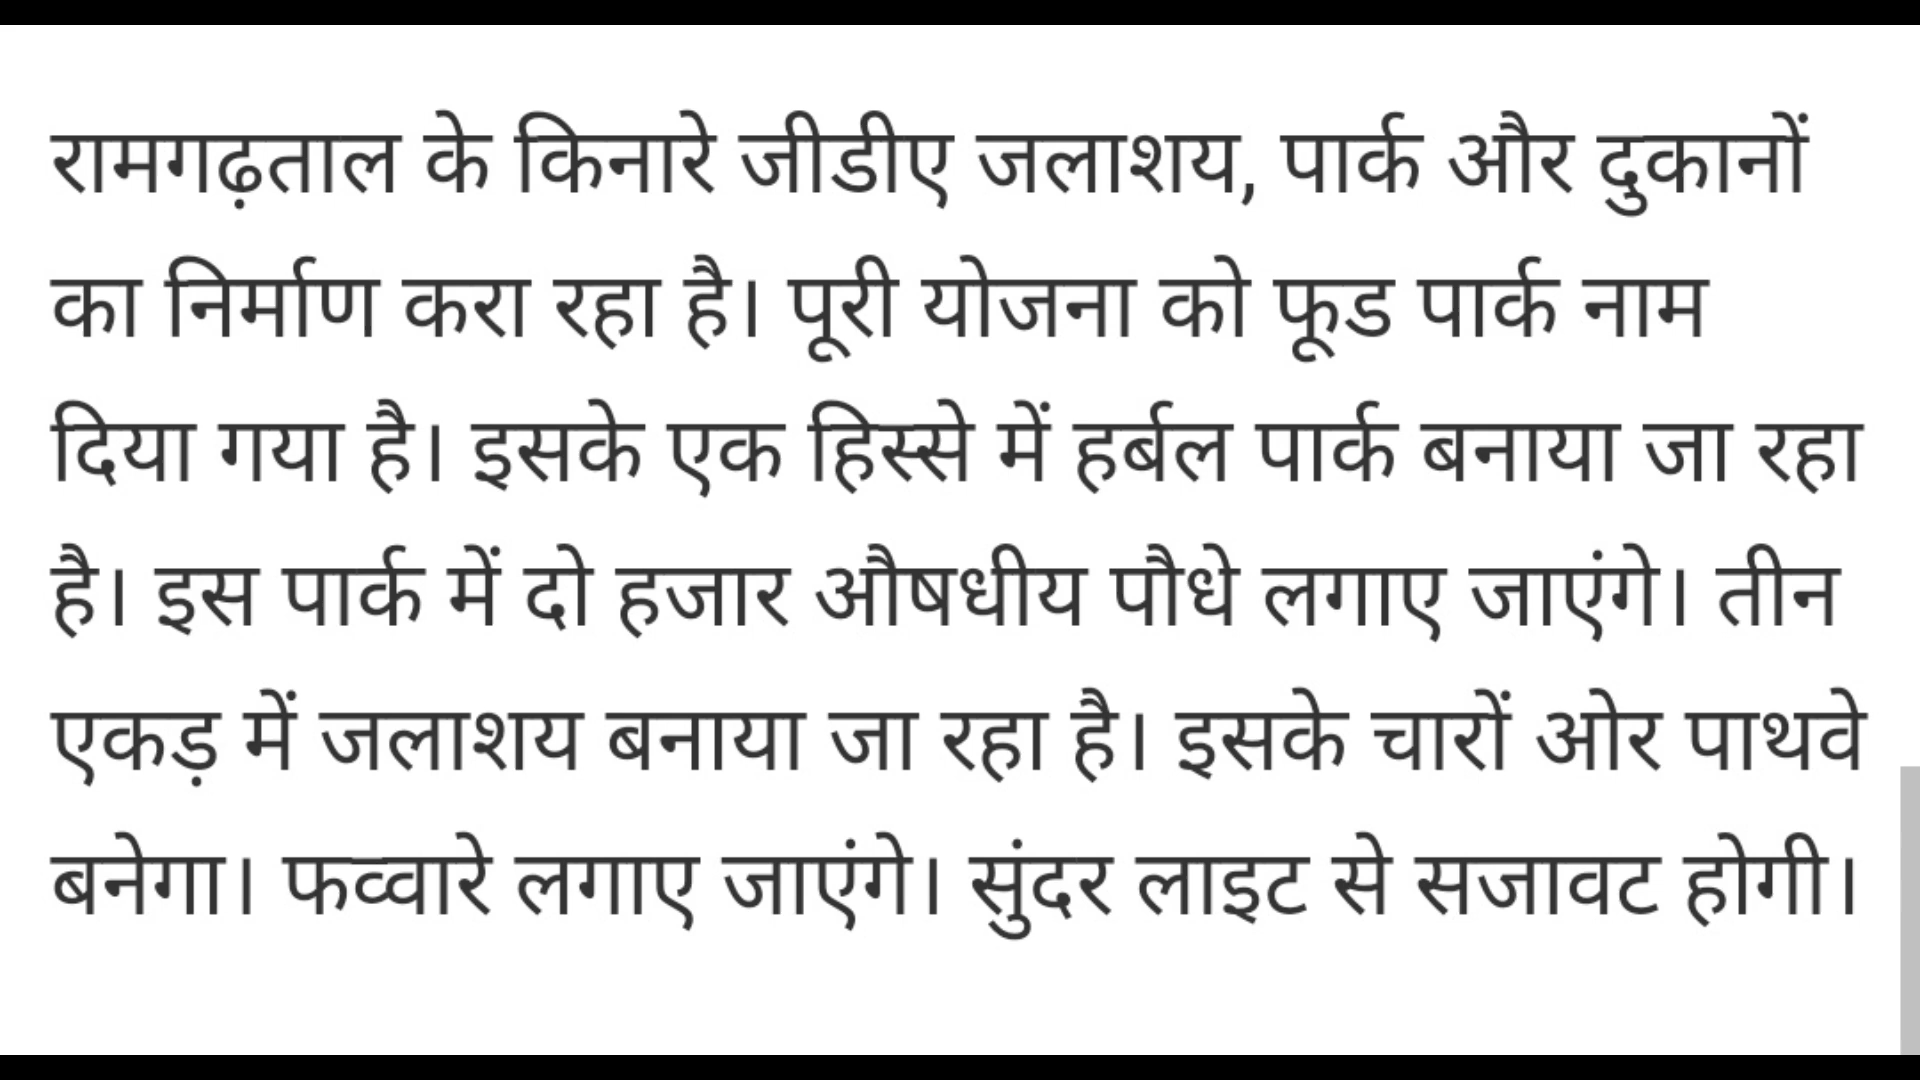 रामगढ़ताल के किनारे जीडीए जलाशय, पार्क और दुकानों
का निर्माण करा रहा है। पूरी योजना को फूड पार्क नाम
दिया गया है। इसके एक हिस्से में हर्बल पार्क बनाया जा रहा
है। इस पार्क में दो हजार औषधीय पौधे लगाए जाएंगे। तीन
एकड़ में जलाशय बनाया जा रहा है। इसके चारों ओर पाथवे
बनेगा। फव्वारे लगाए जाएंगे। सुंदर लाइट से सजावट होगी।